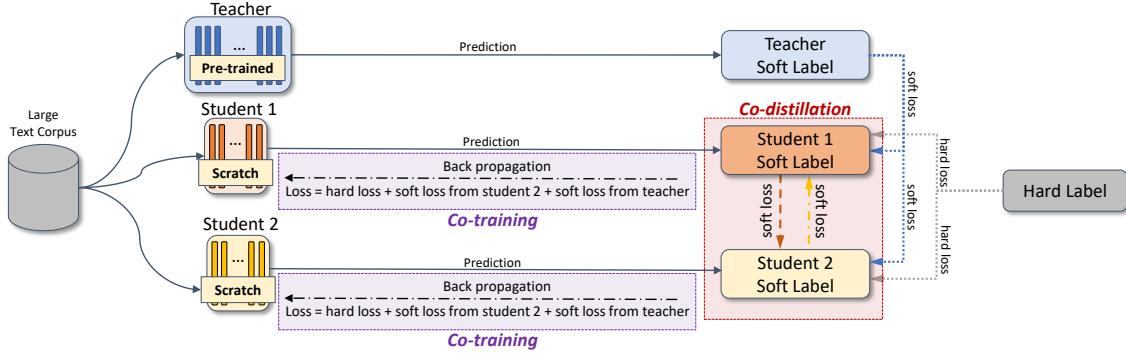 Teacher
...
Pre-trained
Prediction
Teacher
Soft Label
soft loss
Large
Text Corpus
Student 1
...
Scratch
Prediction
Back propagation
Loss = hard loss + soft loss from student 2 + soft loss from teacher
Co-training
Co-distillation
Student 1
Soft Label
soft loss
soft loss
hard loss
soft loss
hard loss
Hard Label
Student 2
...
Scratch
Prediction
Back propagation
Loss = hard loss + soft loss from student 2 + soft loss from teacher
Co-training
Student 2
Soft Label